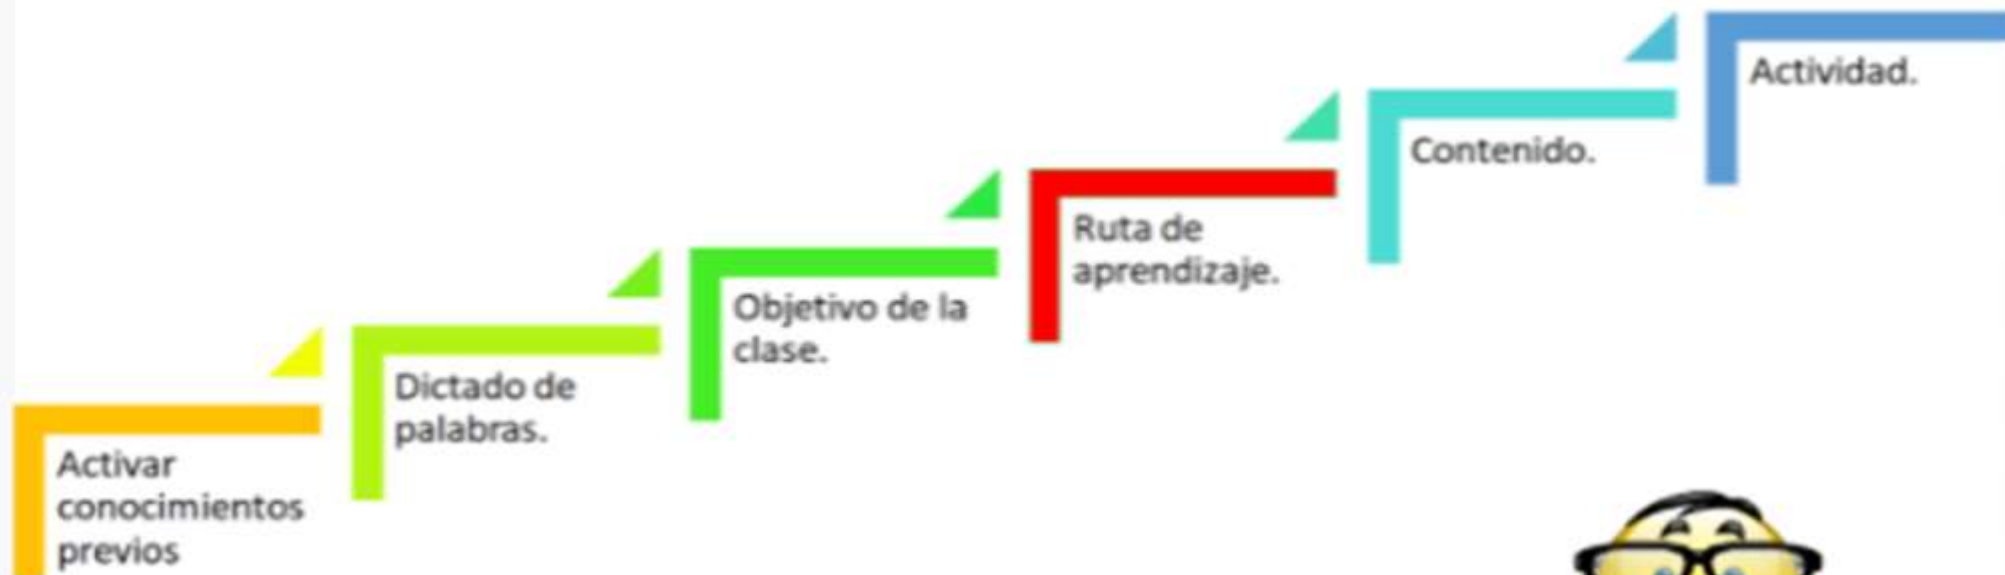 Activar
conocimientos
previos
Dictado de
palabras.
Objetivo de la
clase.
Ruta de
aprendizaje.
Contenido.
Actividad.